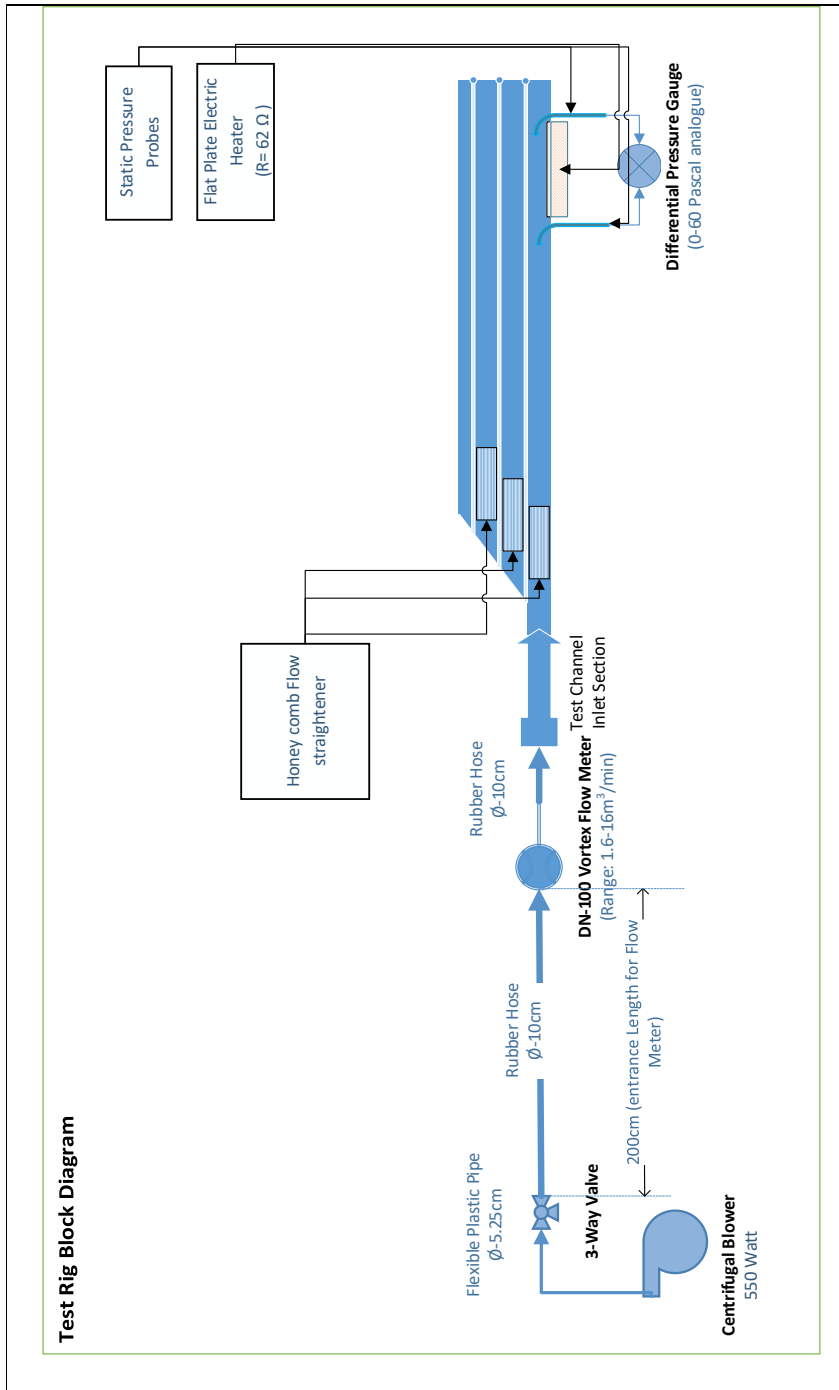 Test Rig Block Diagram
Static Pressure
Probes
Flat Plate Electric
Heater
(R= 62 Ω )
Honey comb Flow
straightener
Flexible Plastic Pipe
Ø-5.25cm
Rubber Hose
Ø-10cm
Rubber Hose
Ø-10cm
Test Channel
Inlet Section
3-Way Valve
DN-100 Vortex Flow Meter
(Range: 1.6-16m³/min)
200cm (entrance Length for Flow
Meter)
Centrifugal Blower
550 Watt
Differential Pressure Gauge
(0-60 Pascal analogue)